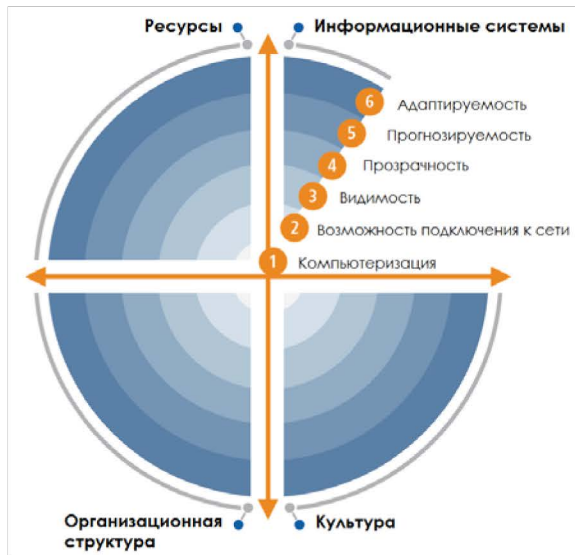 Ресурсы
Информационные системы
6 Адаптируемость
5 Прогнозируемость
4 Прозрачность
3 Видимость
2 Возможность подключения к сети
1 Компьютеризация
Организационная
структура
Культура